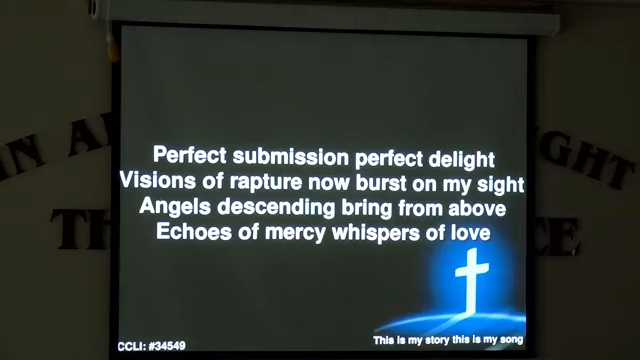 Perfect submission perfect delight
Visions of rapture now burst on my sight
Angels descending bring from above
Echoes of mercy whispers of love
CCLI: #34549
This is my story this is my song